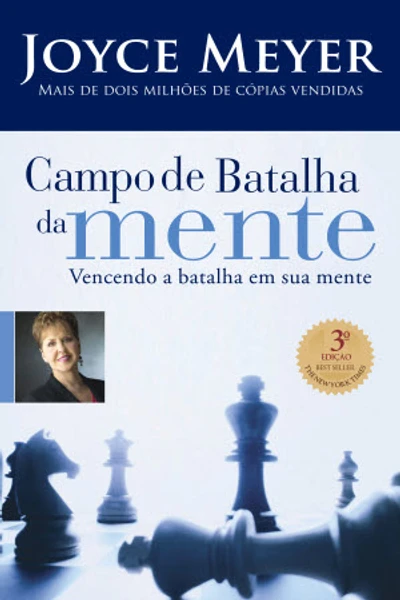 JOYCE MEYER
MAIS DE DOIS MILHÕES DE CÓPIAS VENDIDAS
Campo de Batalha
da mente
Vencendo a batalha em sua mente
3º
EDIÇÃO
BEST SELLER
THE NEW YORK TIMES